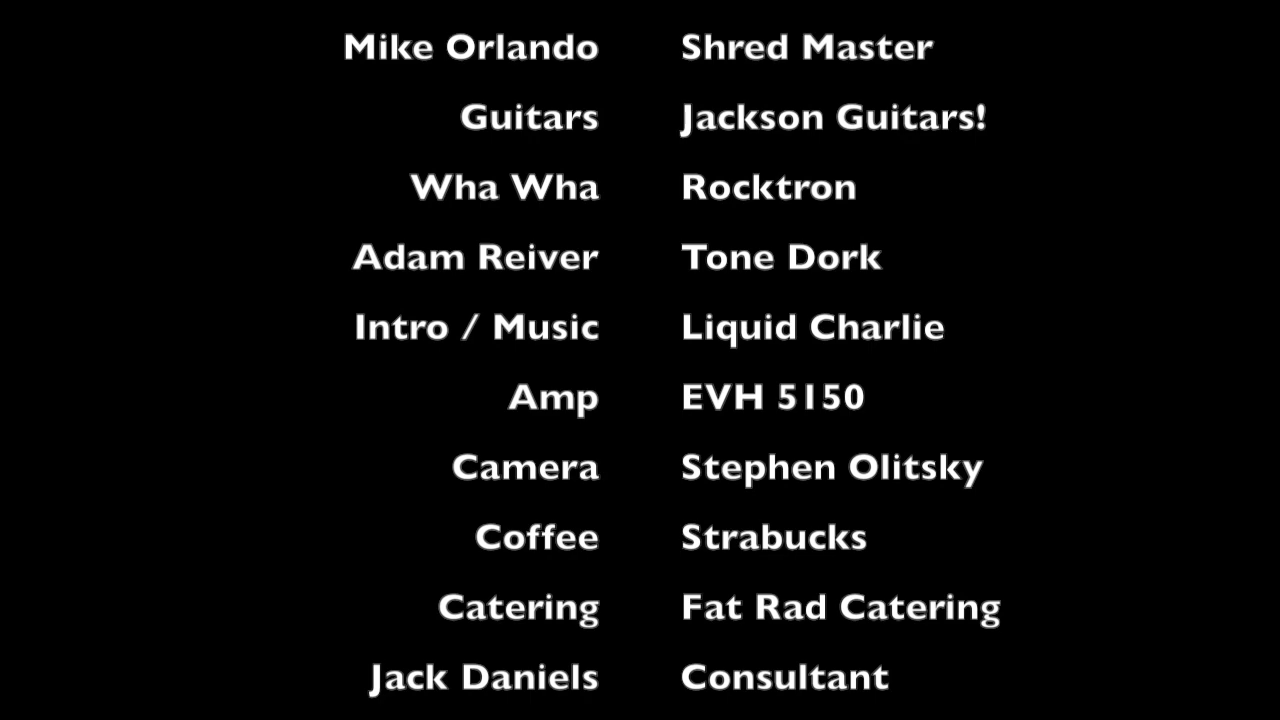 Mike Orlando Shred Master
Guitars Jackson Guitars!
Wha Wha Rocktron
Adam Reiver Tone Dork
Intro / Music Liquid Charlie
Amp EVH 5150
Camera Stephen Olitsky
Coffee Strabucks
Catering Fat Rad Catering
Jack Daniels Consultant